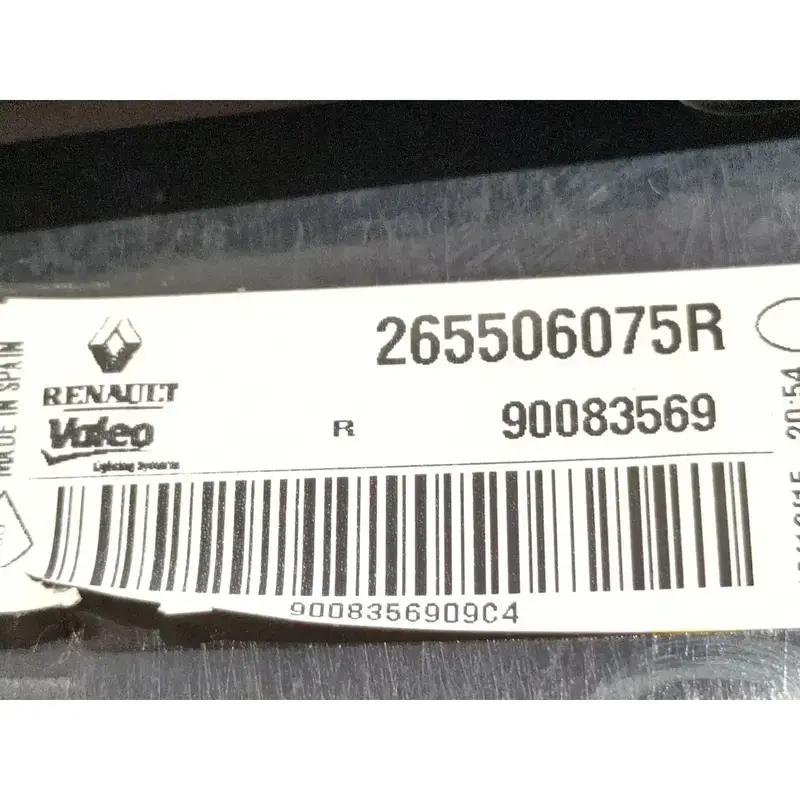 265506075R
RENAULT
Valeo
Lighting Systems
R
90083569
9008356909C4
MADE IN SPAIN
20:54